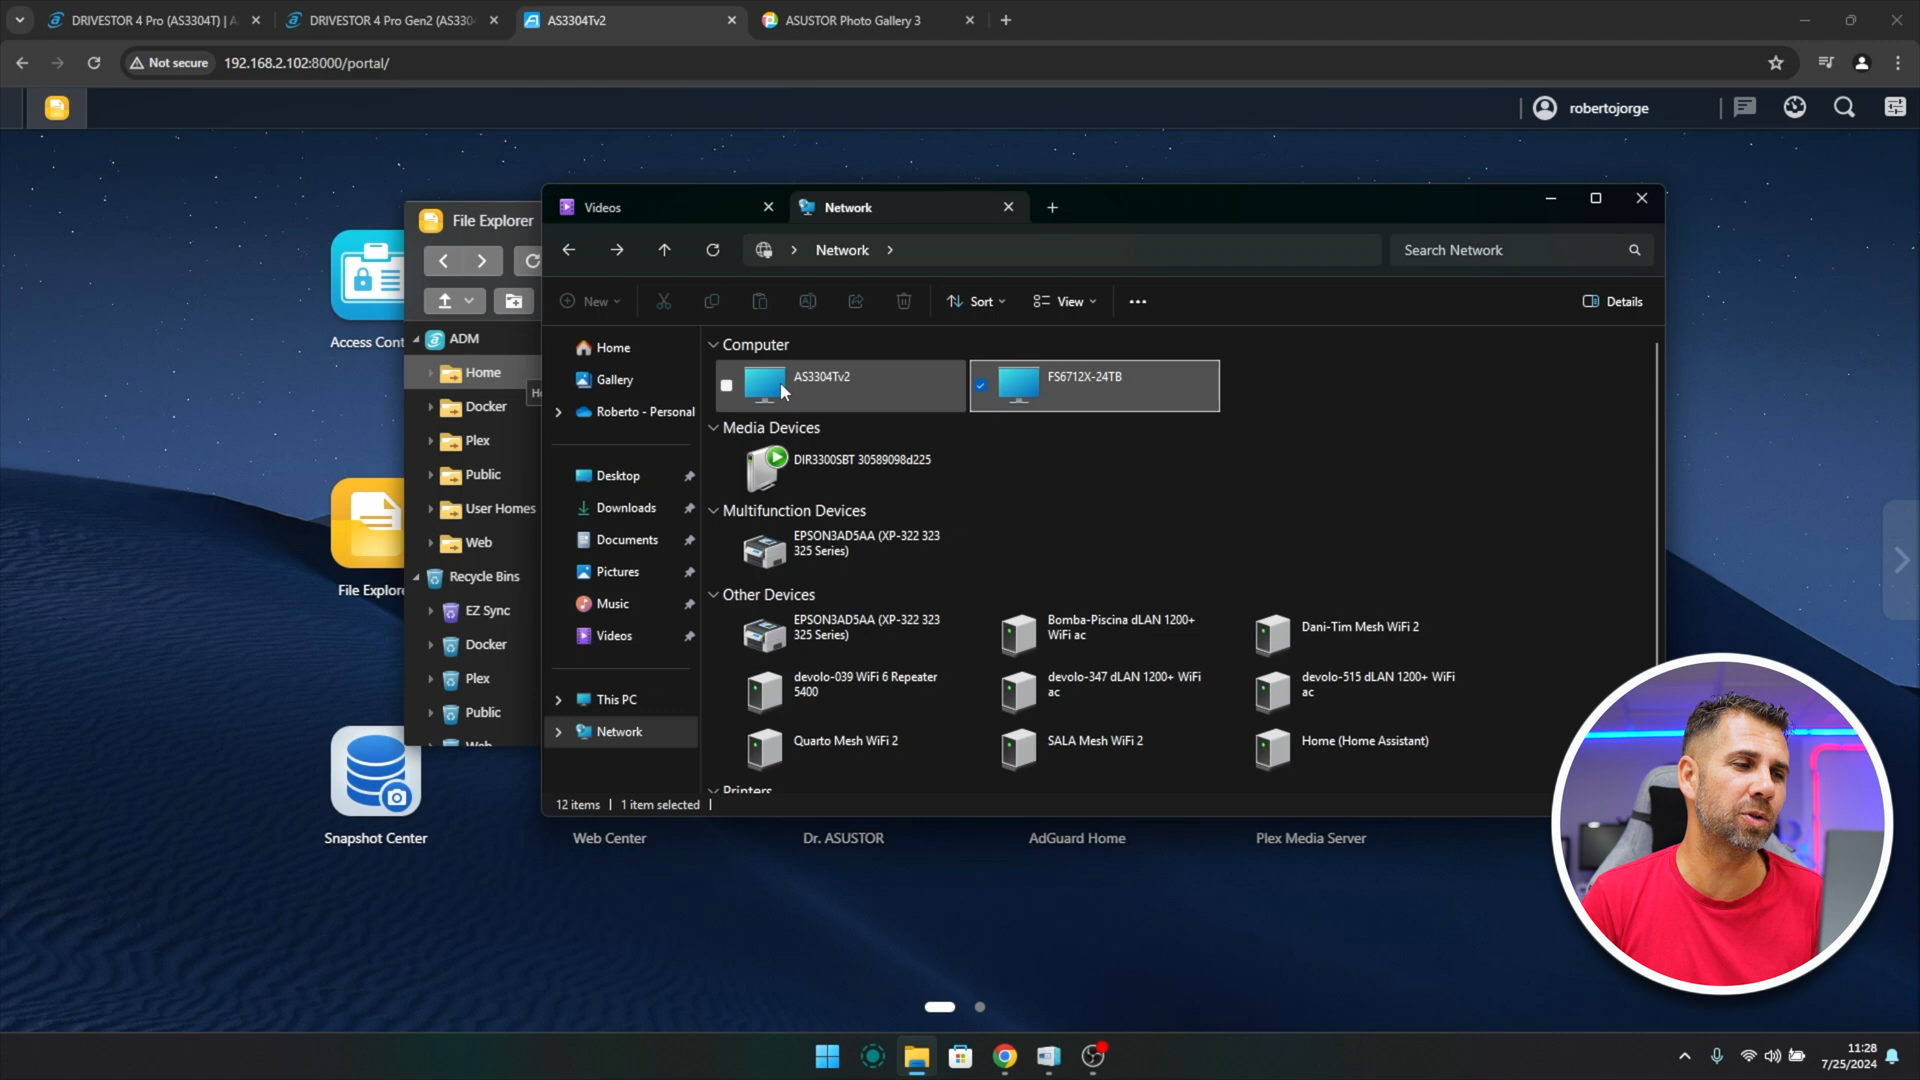 DRIVESTOR 4 Pro (AS3304T) | A
DRIVESTOR 4 Pro Gen2 (AS330
AS3304Tv2
ASUSTOR Photo Gallery 3
Not secure
192.168.2.102:8000/portal/
robertojorge
Access Cont
File Explore
Snapshot Center
File Explorer
ADM
Home
Docker
Plex
Public
User Homes
Web
Recycle Bins
EZ Sync
Docker
Plex
Public
Web
Videos
Network
Network
Search Network
New
Sort
View
Details
Home
Gallery
Roberto - Personal
Desktop
Downloads
Documents
Pictures
Music
Videos
This PC
Network
Computer
AS3304Tv2
FS6712X-24TB
Media Devices
DIR3300SBT 30589098d225
Multifunction Devices
EPSON3AD5AA (XP-322 323
325 Series)
Other Devices
EPSON3AD5AA (XP-322 323
325 Series)
Bomba-Piscina dLAN 1200+
WiFi ac
Dani-Tim Mesh WiFi 2
devolo-039 WiFi 6 Repeater
5400
devolo-347 dLAN 1200+ WiFi
ac
devolo-515 dLAN 1200+ WiFi
ac
Quarto Mesh WiFi 2
SALA Mesh WiFi 2
Home (Home Assistant)
Printers
12 items
1 item selected
Web Center
Dr. ASUSTOR
AdGuard Home
Plex Media Server
11:28
7/25/2024